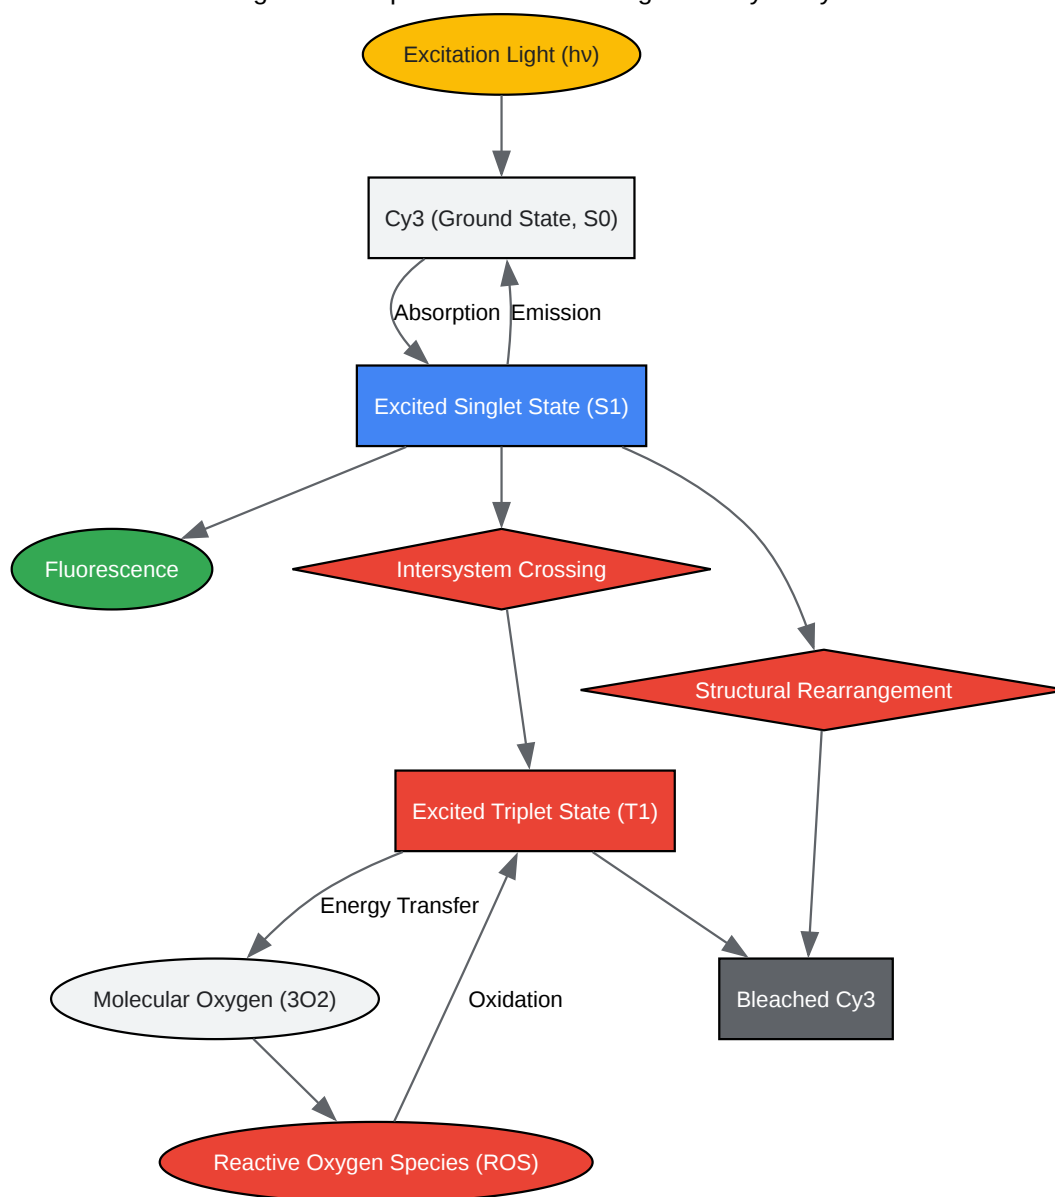 Excitation Light (hν)
Cy3 (Ground State, S0)
Absorption
Emission
Excited Singlet State (S1)
Fluorescence
Intersystem Crossing
Structural Rearrangement
Excited Triplet State (T1)
Energy Transfer
Molecular Oxygen (3O2)
Oxidation
Bleached Cy3
Reactive Oxygen Species (ROS)